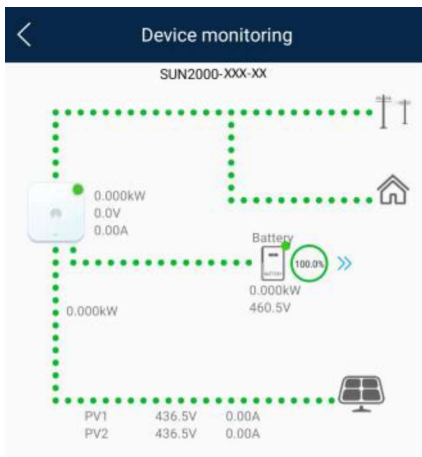 Device monitoring
SUN2000-XXX-XX
0.000kW
0.0V
0.00A
Battery
100.0%
0.000kW
460.5V
0.000kW
PV1 436.5V 0.00A
PV2 436.5V 0.00A